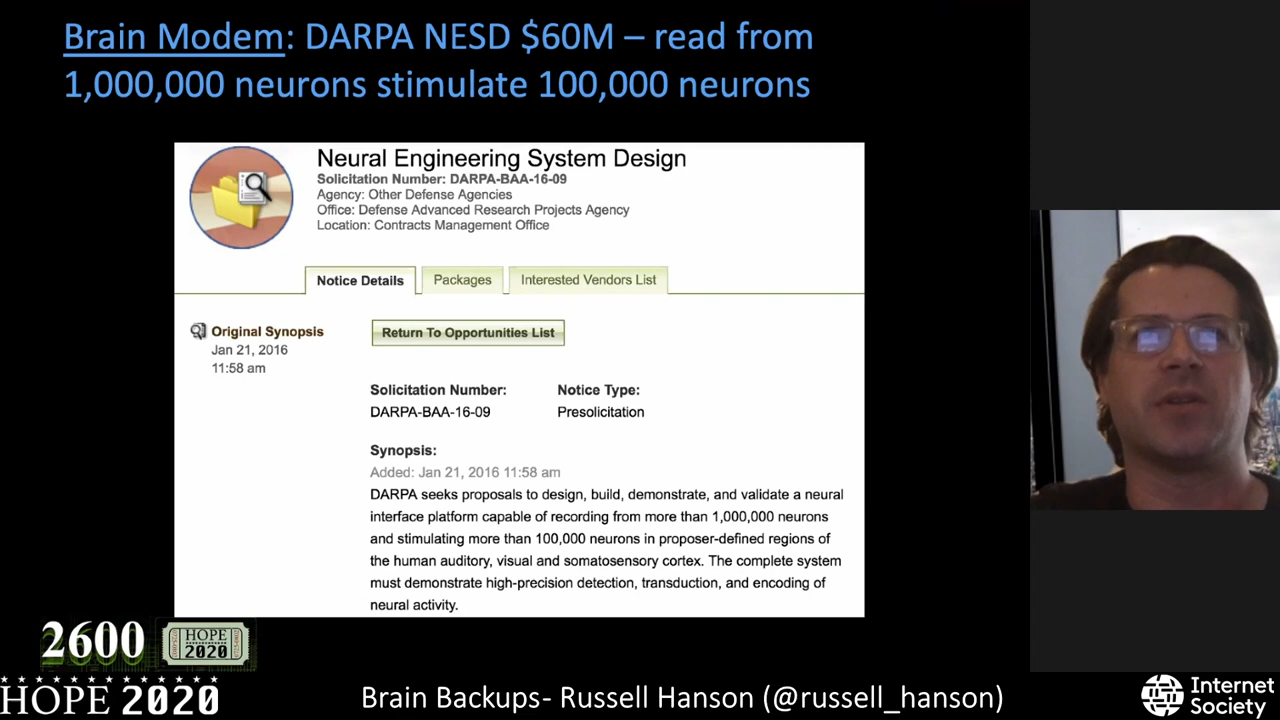 Brain Modem: DARPA NESD $60M – read from
1,000,000 neurons stimulate 100,000 neurons
Neural Engineering System Design
Solicitation Number: DARPA-BAA-16-09
Agency: Other Defense Agencies
Office: Defense Advanced Research Projects Agency
Location: Contracts Management Office
Notice Details
Packages
Interested Vendors List
Original Synopsis
Jan 21, 2016
11:58 am
Return To Opportunities List
Solicitation Number:
DARPA-BAA-16-09
Notice Type:
Presolicitation
Synopsis:
Added: Jan 21, 2016 11:58 am
DARPA seeks proposals to design, build, demonstrate, and validate a neural
interface platform capable of recording from more than 1,000,000 neurons
and stimulating more than 100,000 neurons in proposer-defined regions of
the human auditory, visual and somatosensory cortex. The complete system
must demonstrate high-precision detection, transduction, and encoding of
neural activity.
2600
HOPE
2020
HOPE 2020
Brain Backups- Russell Hanson (@russell_hanson)
Internet
Society